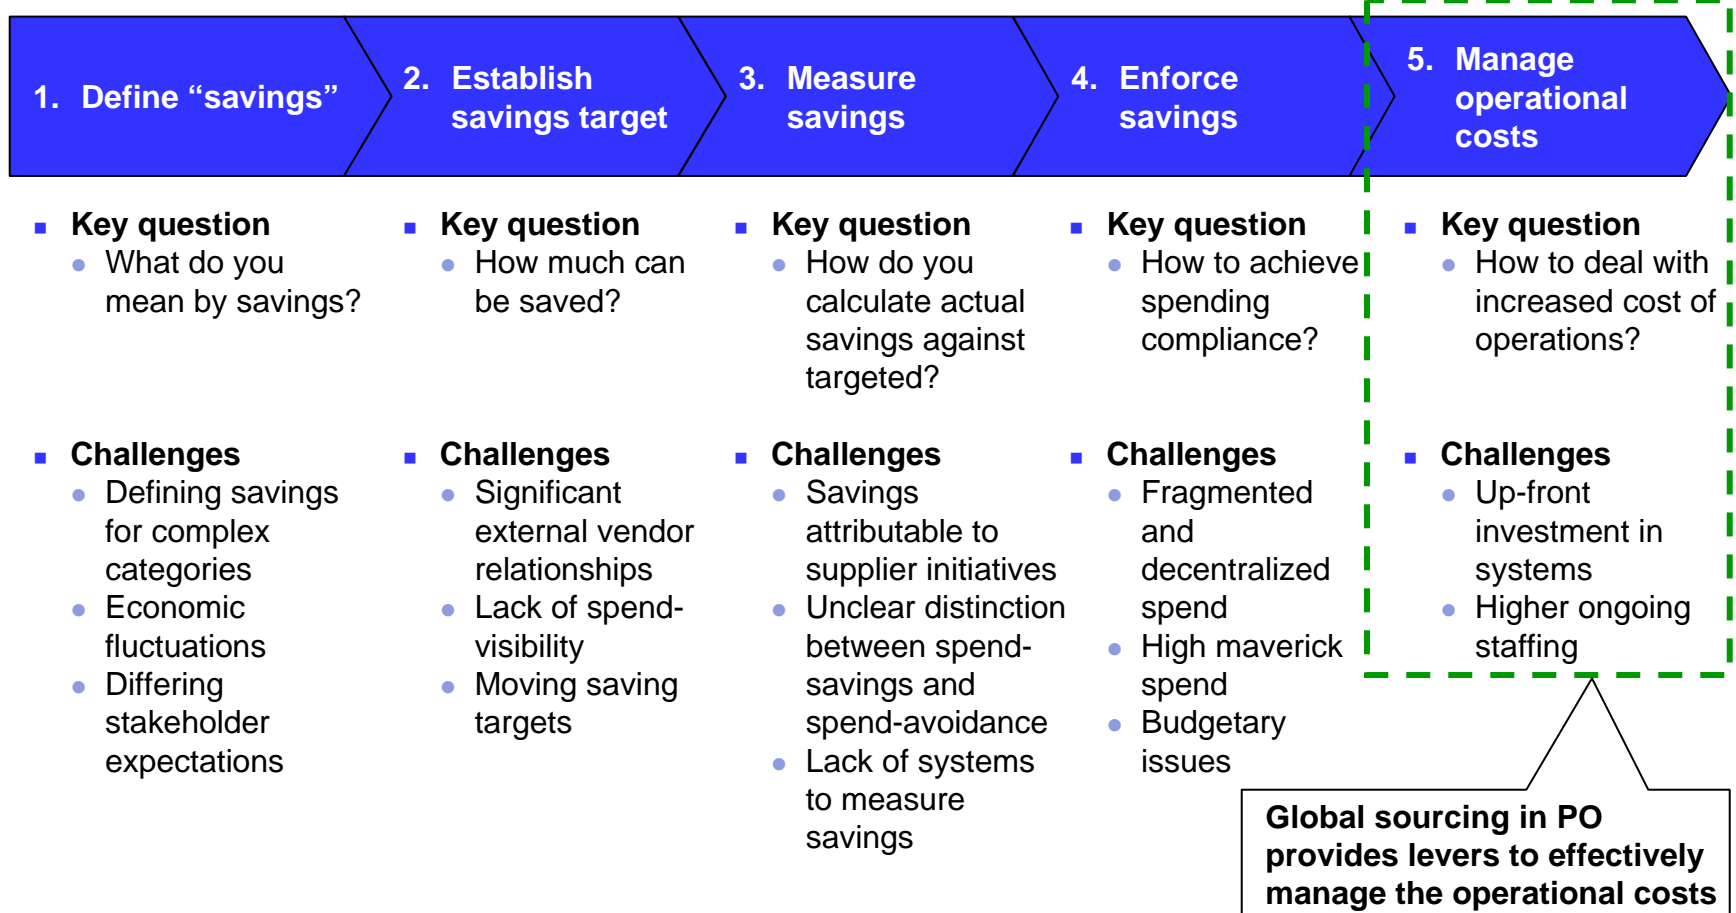 1. Define “savings”
2. Establish
savings target
3. Measure
savings
4. Enforce
savings
5. Manage
operational
costs
Key question
What do you
mean by savings?
Challenges
Defining savings
for complex
categories
Economic
fluctuations
Differing
stakeholder
expectations
Key question
How much can
be saved?
Challenges
Significant
external vendor
relationships
Lack of spend-
visibility
Moving saving
targets
Key question
How do you
calculate actual
savings against
targeted?
Challenges
Savings
attributable to
supplier initiatives
Unclear distinction
between spend-
savings and
spend-avoidance
Lack of systems
to measure
savings
Key question
How to achieve
spending
compliance?
Challenges
Fragmented
and
decentralized
spend
High maverick
spend
Budgetary
issues
Key question
How to deal with
increased cost of
operations?
Challenges
Up-front
investment in
systems
Higher ongoing
staffing
Global sourcing in PO
provides levers to effectively
manage the operational costs